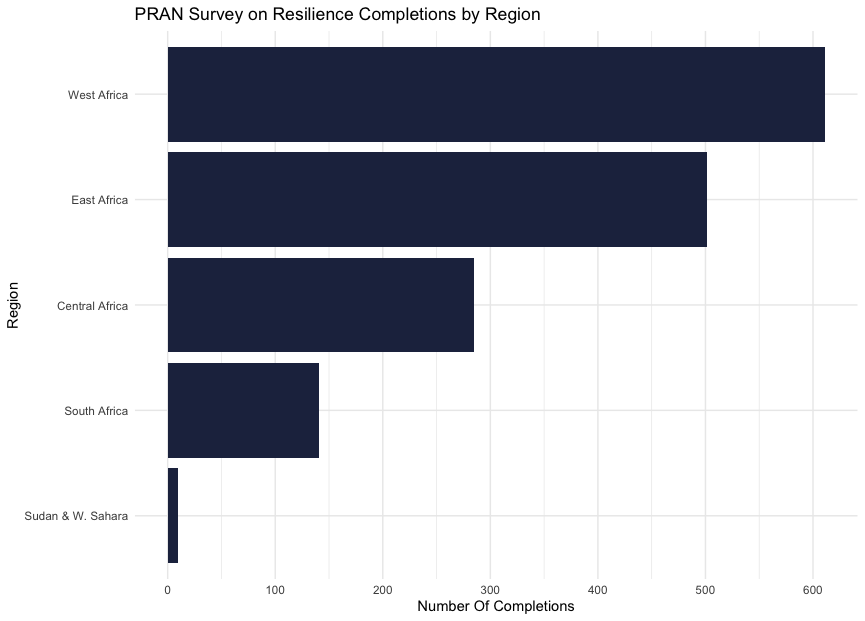 PRAN Survey on Resilience Completions by Region
Region
West Africa
East Africa
Central Africa
South Africa
Sudan & W. Sahara
0 100 200 300 400 500 600
Number Of Completions